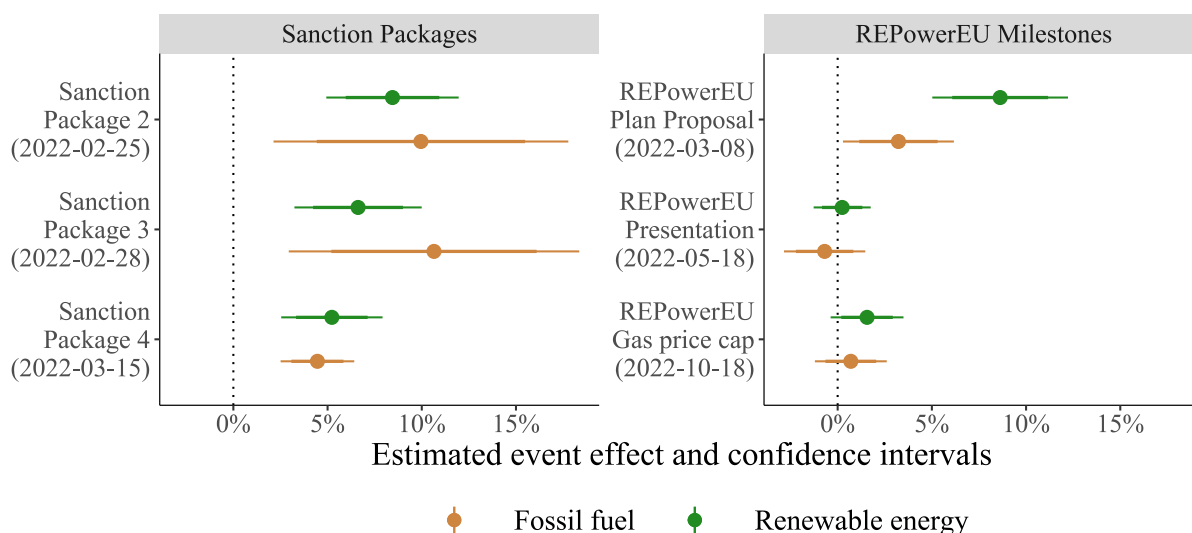 Sanction Packages
REPowerEU Milestones
Sanction
Package 2
(2022-02-25)
Sanction
Package 3
(2022-02-28)
Sanction
Package 4
(2022-03-15)
REPowerEU
Plan Proposal
(2022-03-08)
REPowerEU
Presentation
(2022-05-18)
REPowerEU
Gas price cap
(2022-10-18)
0% 5% 10% 15%
0% 5% 10% 15%
Estimated event effect and confidence intervals
Fossil fuel Renewable energy